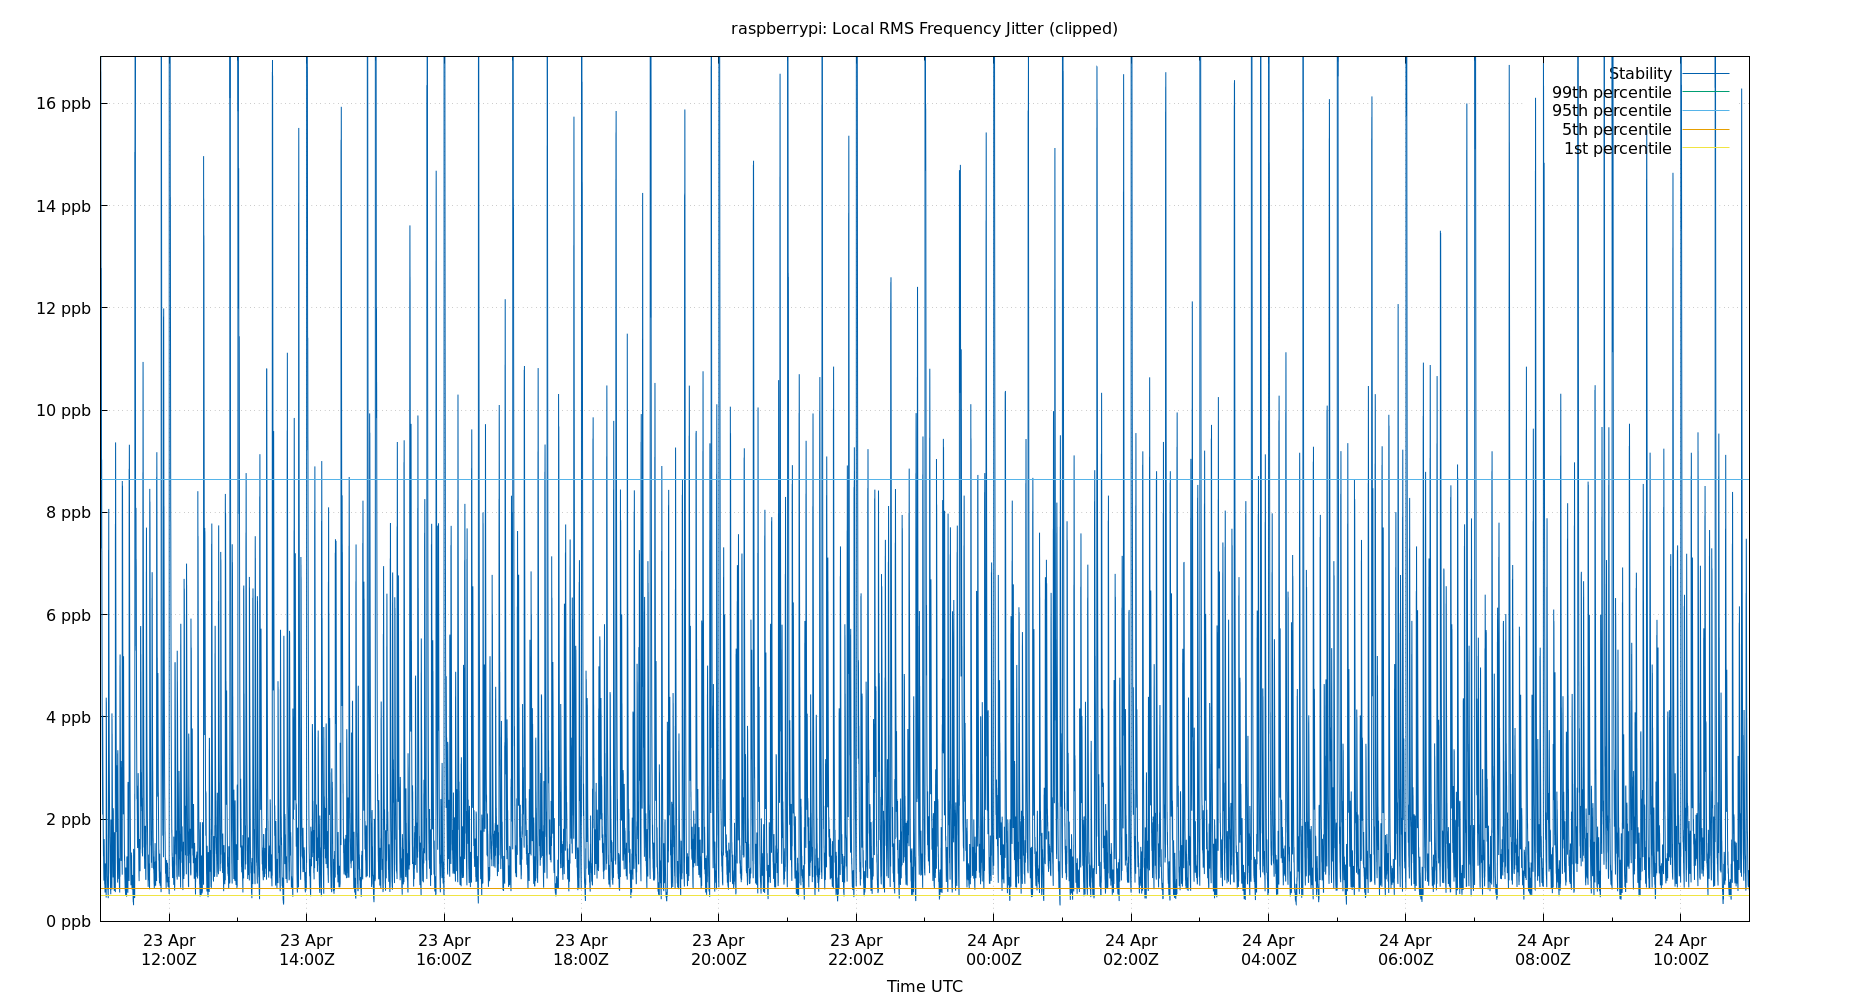 raspberrypi: Local RMS Frequency Jitter (clipped)
Stability
99th percentile
95th percentile
5th percentile
1st percentile
16 ppb
14 ppb
12 ppb
10 ppb
8 ppb
6 ppb
4 ppb
2 ppb
0 ppb
23 Apr 23 Apr 23 Apr 23 Apr 23 Apr 23 Apr 24 Apr 24 Apr 24 Apr 24 Apr 24 Apr 24 Apr
12:00Z 14:00Z 16:00Z 18:00Z 20:00Z 22:00Z 00:00Z 02:00Z 04:00Z 06:00Z 08:00Z 10:00Z
Time UTC